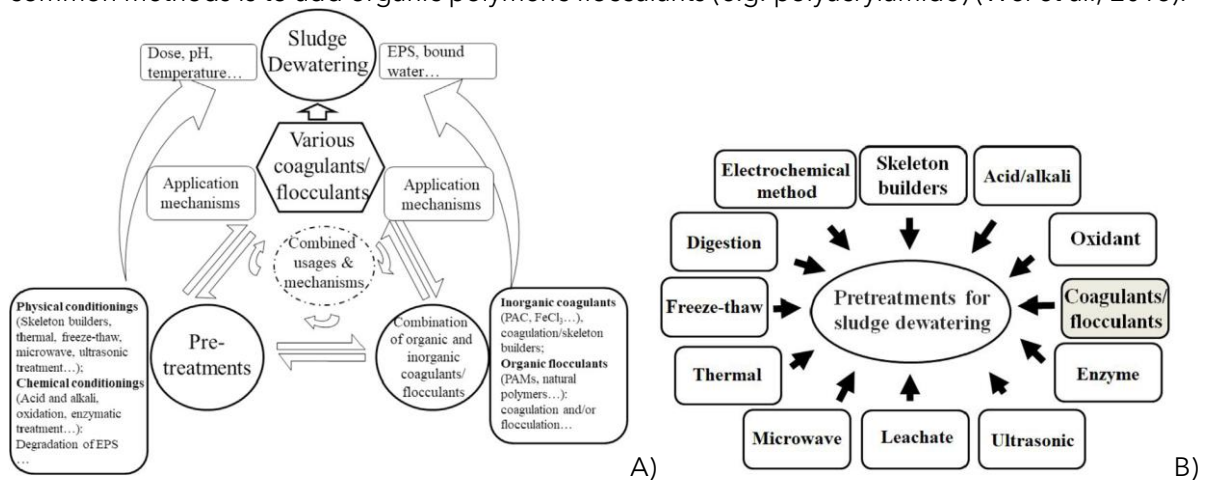 common methods is to add organic polymeric flocculants (e.g. polyacrylamide) (Wei et al., 2018).
Dose, pH,
temperature…
Sludge
Dewatering
EPS, bound
water…
Various
coagulants/
flocculants
Application
mechanisms
Application
mechanisms
Combined
usages &
mechanisms
Physical conditionings
(Skeleton builders,
thermal, freeze-thaw,
microwave, ultrasonic
treatment…);
Chemical conditionings
(Acid and alkali,
oxidation, enzymatic
treatment…):
Degradation of EPS
…
Pre-
treatments
Combination
of organic and
inorganic
coagulants/
flocculants
Inorganic coagulants
(PAC, FeCl₃…),
coagulation/skeleton
builders;
Organic flocculants
(PAMs, natural
polymers…):
coagulation and/or
flocculation…
A)
Electrochemical
method
Skeleton
builders
Acid/alkali
Digestion
Oxidant
Freeze-thaw
Pretreatments for
sludge dewatering
Coagulants/
flocculants
Thermal
Enzyme
Microwave
Leachate
Ultrasonic
B)